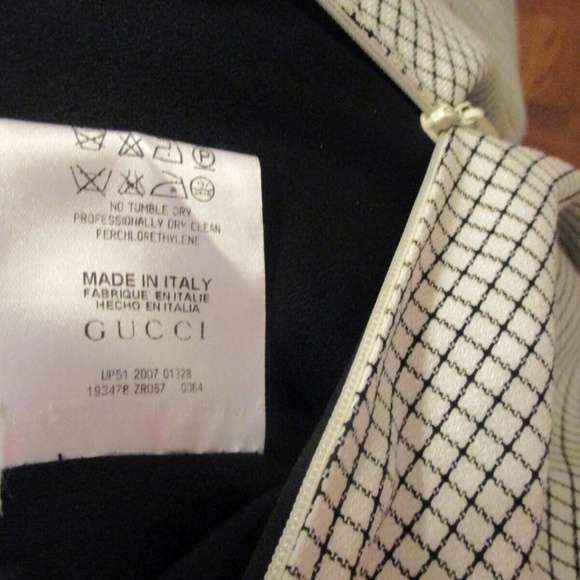 P
NO TUMBLE DRY
PROFESSIONALLY DRY CLEAN
PERCHLORETHYLENE
MADE IN ITALY
FABRIQUE' EN ITALIE
HECHO EN ITALIA
GUCCI
UPS1 2007 01328
193478 ZR057 0064